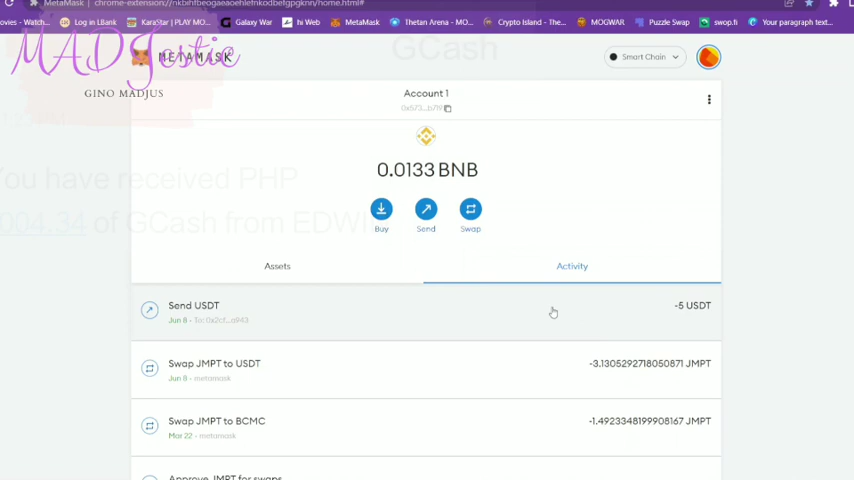 MetaMask | chrome-extension://nkbihfbeogaeaoehlefnkodbefgpgknn/home.html#
ovies - Watch... Log in LBank KaraStar | PLAY MO... Galaxy War hi Web MetaMask Thetan Arena - MO... Crypto Island - The... MOGWAR Puzzle Swap swop.fi Your paragraph text...
MADJestic
GINO MADJUS
METAMASK
GCash
Smart Chain
Account 1
0x573...b719
0.0133 BNB
You have received PHP
004.34 of GCash from EDWI
Buy Send Swap
Assets Activity
Send USDT -5 USDT
Jun 8 · To: 0x2cf...a943
Swap JMPT to USDT -3.1305292718050871 JMPT
Jun 8 · metamask
Swap JMPT to BCMC -1.4923348199908167 JMPT
Mar 22 · metamask
Approve JMPT for swaps